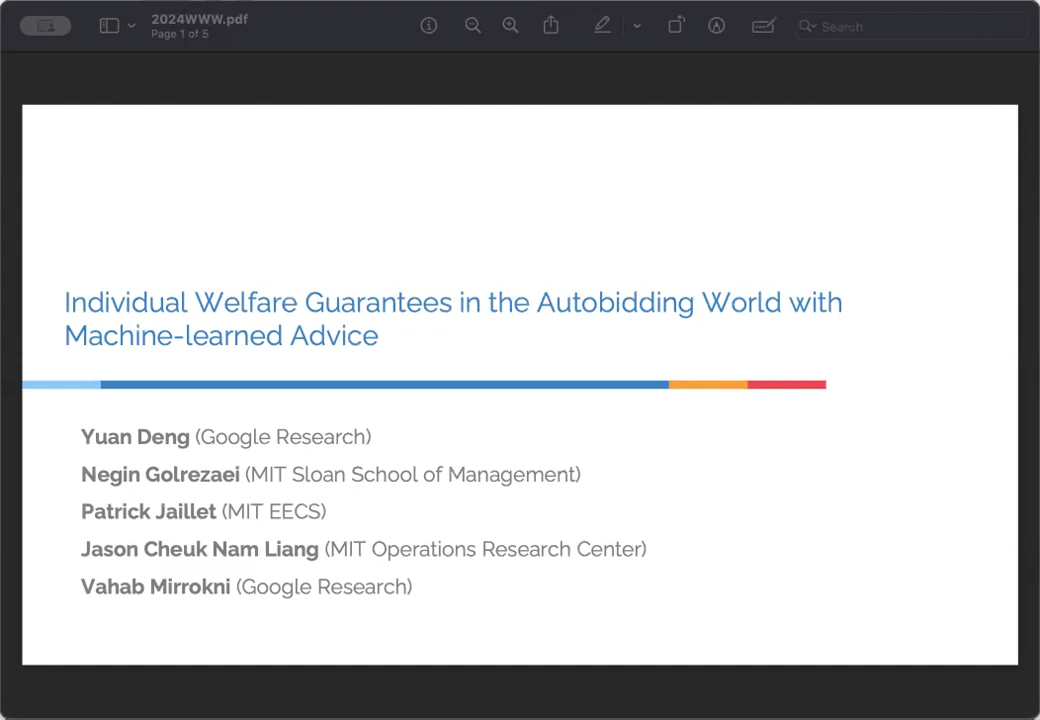 2024WWW.pdf
Page 1 of 5
Search
Individual Welfare Guarantees in the Autobidding World with
Machine-learned Advice
Yuan Deng (Google Research)
Negin Golrezaei (MIT Sloan School of Management)
Patrick Jaillet (MIT EECS)
Jason Cheuk Nam Liang (MIT Operations Research Center)
Vahab Mirrokni (Google Research)